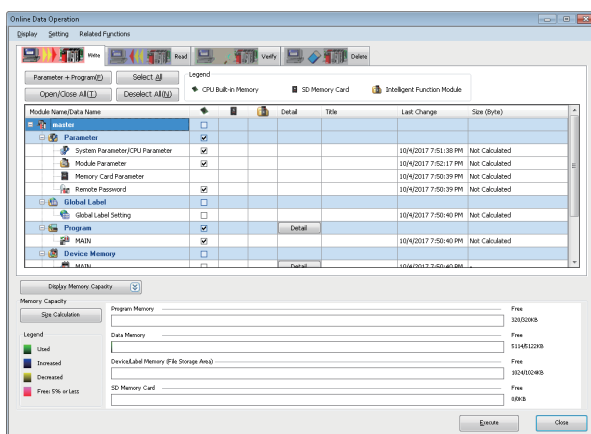 Online Data Operation
Display Setting Related Functions
Write Read Verify Delete
Parameter + Program(F) Select All
Legend
CPU Built-in Memory SD Memory Card Intelligent Function Module
Open/Close All(T) Deselect All(N)
Module Name/Data Name Detail Title Last Change Size (Byte)
master
Parameter
System Parameter/CPU Parameter 10/4/2017 7:51:38 PM Not Calculated
Module Parameter 10/4/2017 7:52:17 PM Not Calculated
Memory Card Parameter 10/4/2017 7:50:39 PM Not Calculated
Remote Password 10/4/2017 7:50:39 PM Not Calculated
Global Label
Global Label Setting 10/4/2017 7:50:40 PM Not Calculated
Program Detail
MAIN 10/4/2017 7:50:40 PM Not Calculated
Device Memory
MAIN Detail 10/4/2017 7:50:40 PM -
Display Memory Capacity
Memory Capacity
Size Calculation
Program Memory Free
320/320KB
Legend
Used
Increased
Decreased
Free: 5% or Less
Data Memory Free
5114/5122KB
Device/Label Memory (File Storage Area) Free
1024/1024KB
SD Memory Card Free
0/0KB
Execute Close